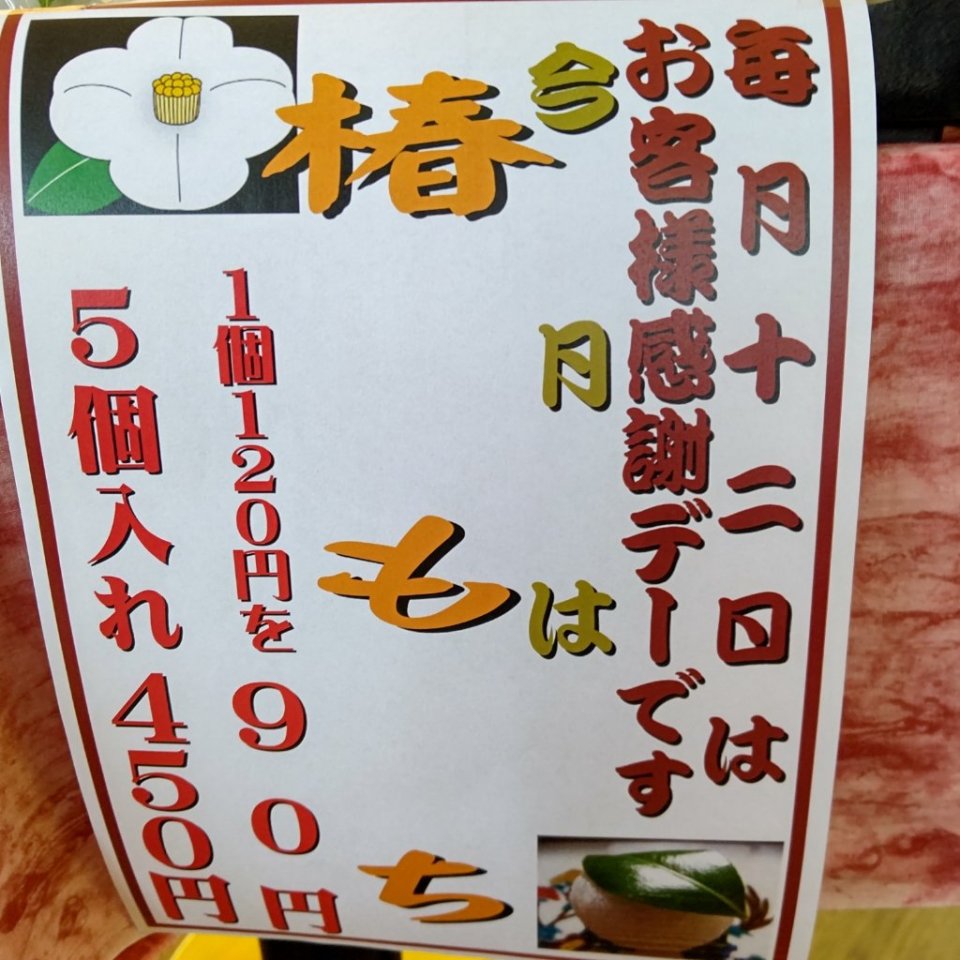 毎月十二日は
お客様感謝デーです
今月は
椿もち
1個120円を90円
5個入れ450円